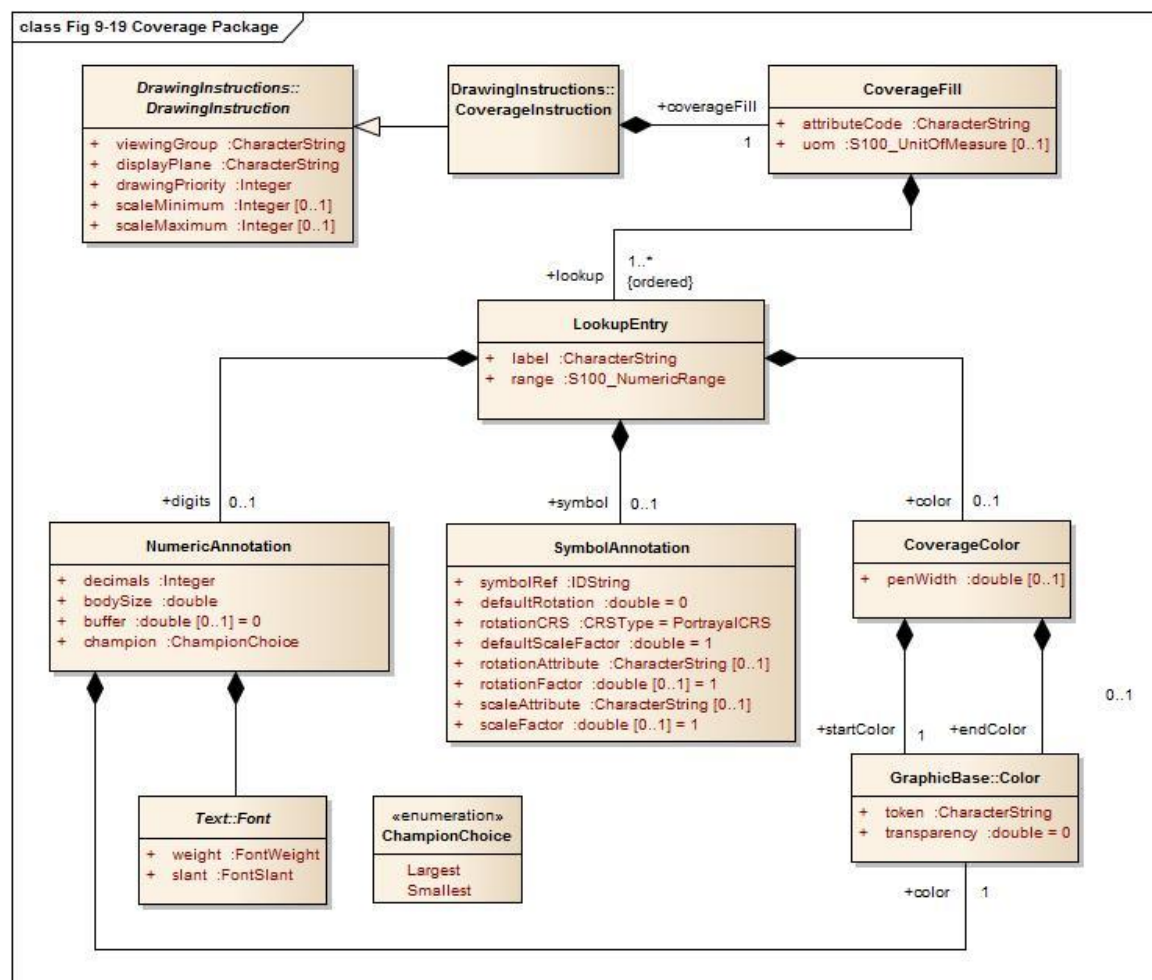 class Fig 9-19 Coverage Package
DrawingInstructions::
DrawingInstruction
+ viewingGroup :CharacterString
+ displayPlane :CharacterString
+ drawingPriority :Integer
+ scaleMinimum :Integer [0..1]
+ scaleMaximum :Integer [0..1]
DrawingInstructions::
CoverageInstruction
+coverageFill
1
CoverageFill
+ attributeCode :CharacterString
+ uom :S100_UnitOfMeasure [0..1]
+lookup
1..*
{ordered}
LookupEntry
+ label :CharacterString
+ range :S100_NumericRange
+digits 0..1
+symbol 0..1
+color 0..1
NumericAnnotation
+ decimals :Integer
+ bodySize :double
+ buffer :double [0..1] = 0
+ champion :ChampionChoice
SymbolAnnotation
+ symbolRef :IDString
+ defaultRotation :double = 0
+ rotationCRS :CRSType = PortrayalCRS
+ defaultScaleFactor :double = 1
+ rotationAttribute :CharacterString [0..1]
+ rotationFactor :double [0..1] = 1
+ scaleAttribute :CharacterString [0..1]
+ scaleFactor :double [0..1] = 1
CoverageColor
+ penWidth :double [0..1]
0..1
+startColor 1 +endColor
GraphicBase::Color
+ token :CharacterString
+ transparency :double = 0
Text::Font
+ weight :FontWeight
+ slant :FontSlant
«enumeration»
ChampionChoice
Largest
Smallest
+color 1